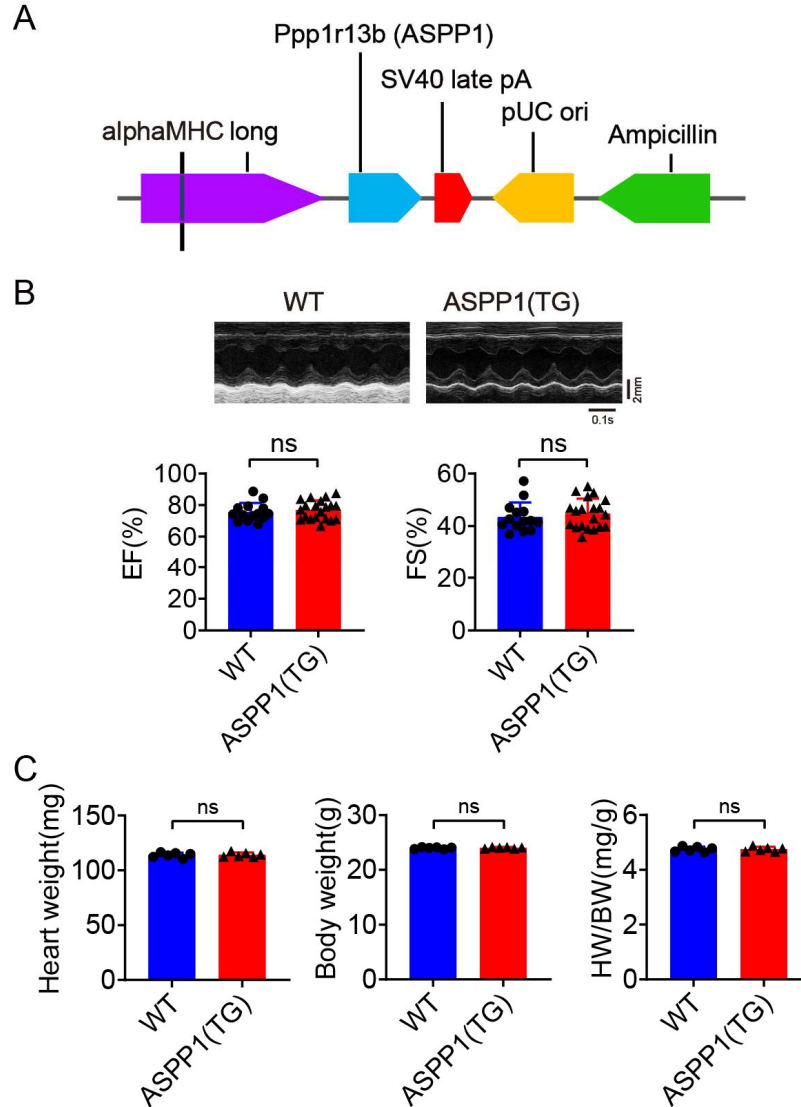 A
Ppp1r13b (ASPP1)
SV40 late pA
alphaMHC long
pUC ori
Ampicillin
B
WT
ASPP1(TG)
2mm
0.1s
ns
ns
EF(%)
100
80
60
40
20
0
WT
ASPP1(TG)
FS(%)
60
40
20
0
WT
ASPP1(TG)
C
Heart weight(mg)
150
100
50
0
ns
WT
ASPP1(TG)
Body weight(g)
30
20
10
0
ns
WT
ASPP1(TG)
HW/BW(mg/g)
6
4
2
0
ns
WT
ASPP1(TG)